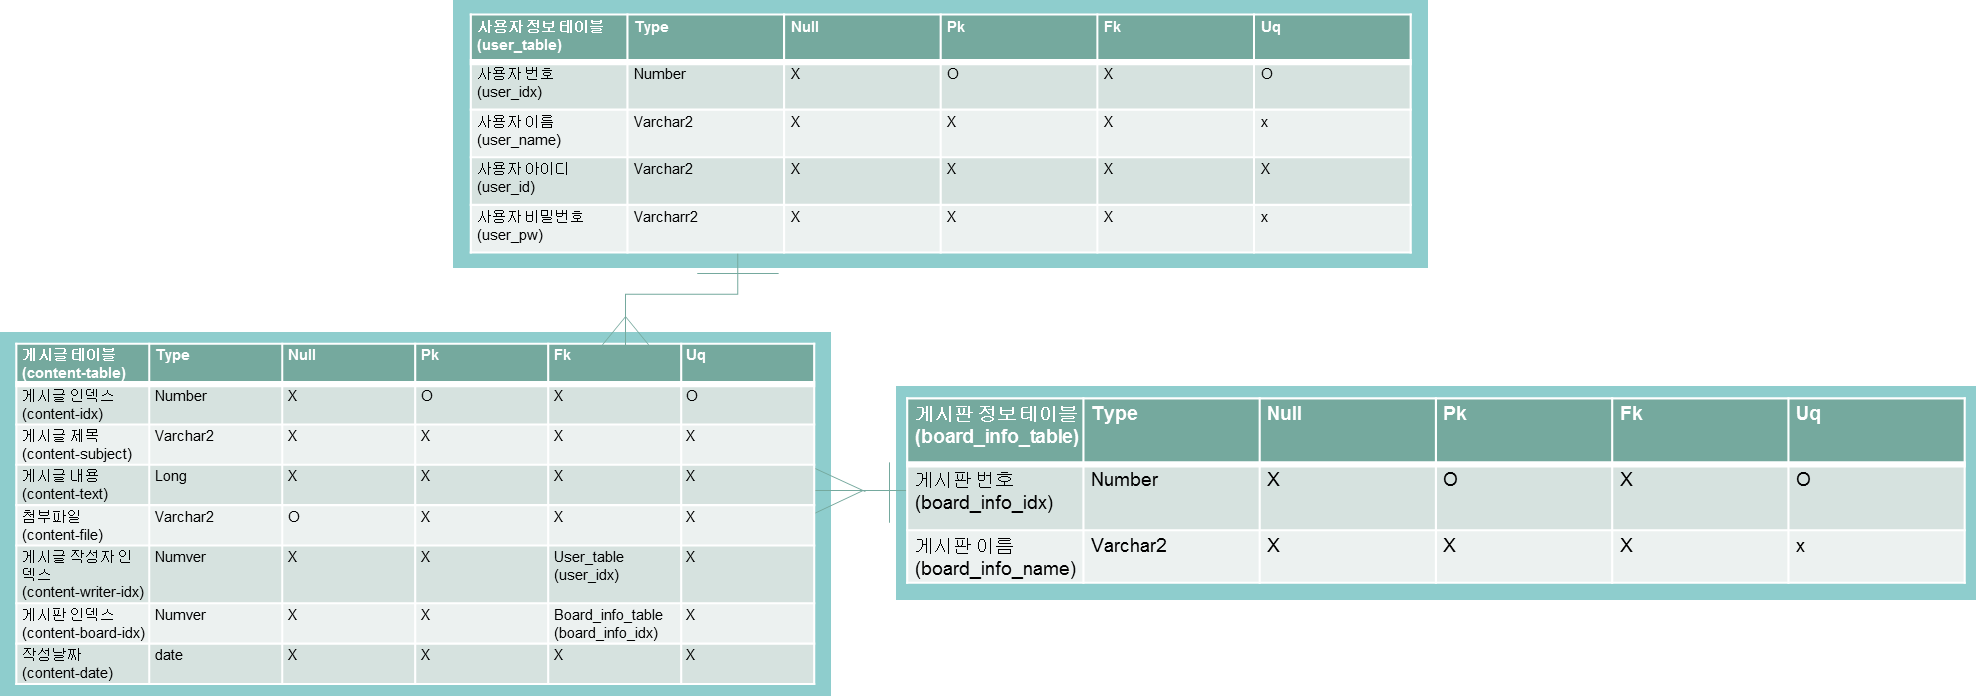 사용자 정보 테이블 Type Null Pk Fk Uq
(user_table)
사용자 번호 Number X O X O
(user_idx)
사용자 이름 Varchar2 X X X x
(user_name)
사용자 아이디 Varchar2 X X X X
(user_id)
사용자 비밀번호 Varcharr2 X X X x
(user_pw)
게시글 테이블 Type Null Pk Fk Uq
(content-table)
게시글 인덱스 Number X O X O
(content-idx)
게시글 제목 Varchar2 X X X X
(content-subject)
게시글 내용 Long X X X X
(content-text)
첨부파일 Varchar2 O X X X
(content-file)
게시글 작성자 인 Numver X X User_table X
덱스 (user_idx)
(content-writer-idx)
게시판 인덱스 Numver X X Board_info_table X
(content-board-idx) (board_info_idx)
작성날짜 date X X X X
(content-date)
게시판 정보 테이블 Type Null Pk Fk Uq
(board_info_table)
게시판 번호 Number X O X O
(board_info_idx)
게시판 이름 Varchar2 X X X x
(board_info_name)